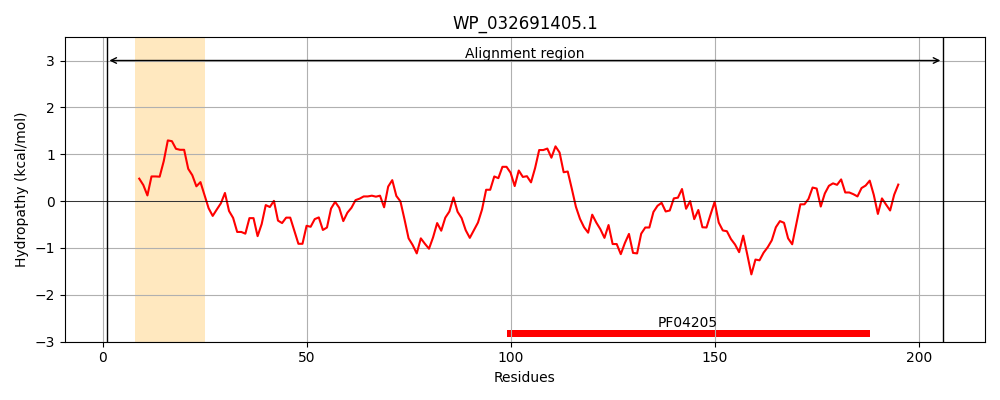 WP_032691405.1
Alignment region
3
2
1
0
−1
−2
−3
Hydropathy (kcal/mol)
PF04205
0 50 100 150 200
Residues